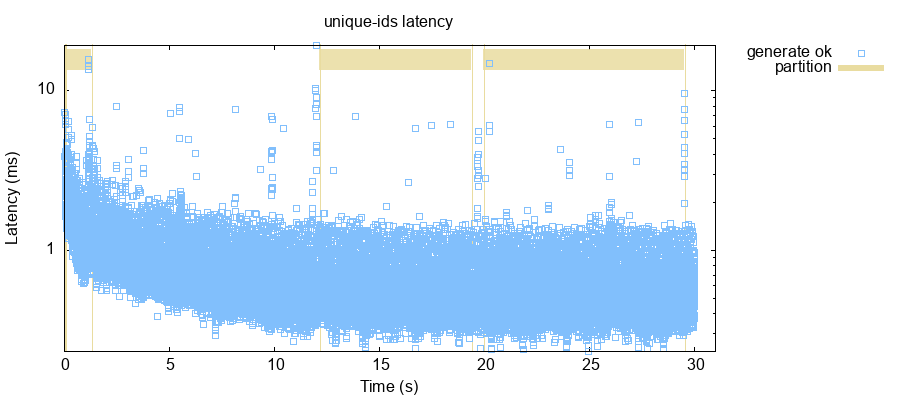 unique-ids latency
generate ok
partition
10
1
Latency (ms)
0 5 10 15 20 25 30
Time (s)